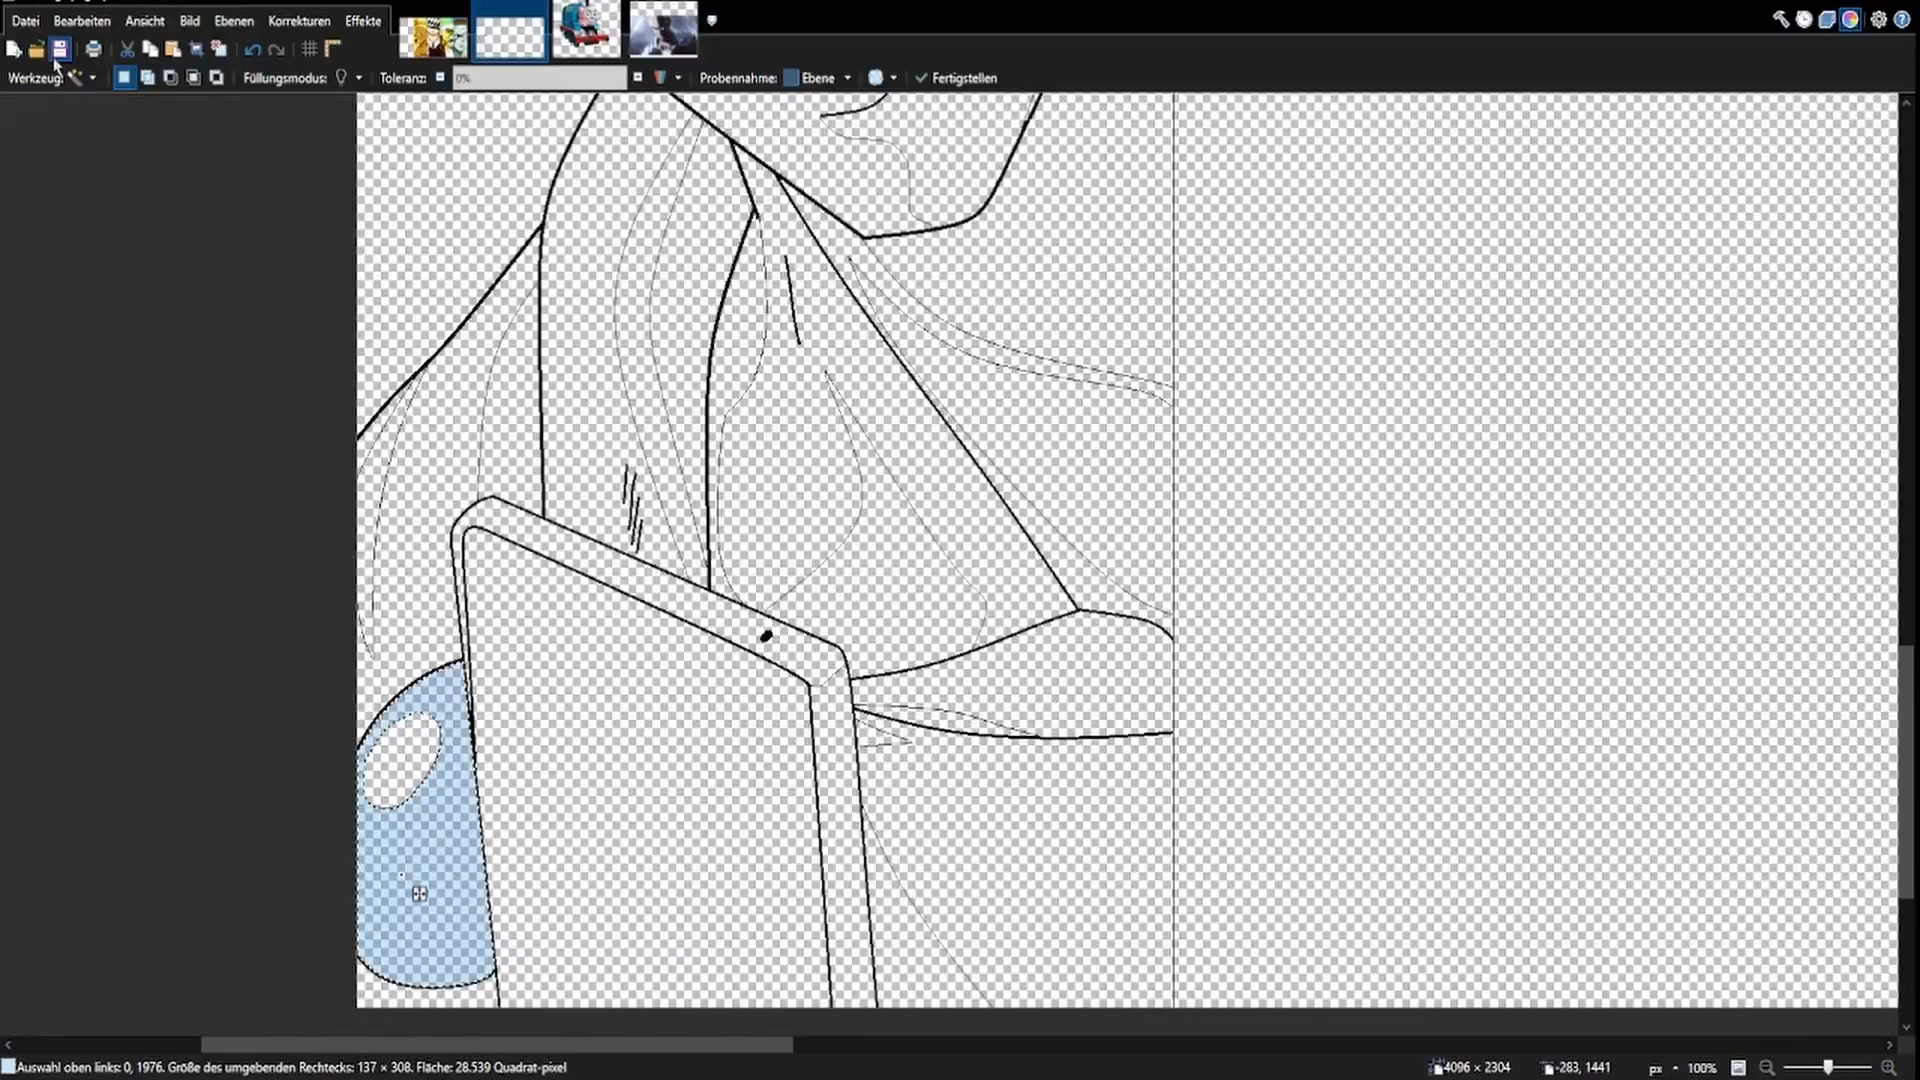 Datei Bearbeiten Ansicht Bild Ebenen Korrekturen Effekte
Werkzeug: Füllungsmodus: Toleranz: 0% Probennahme: Ebene Fertigstellen
Auswahl oben links: 0, 1976. Größe des umgebenden Rechtecks: 137 × 308. Fläche: 28.539 Quadrat-pixel 4096 × 2304 -283, 1441 px 100%